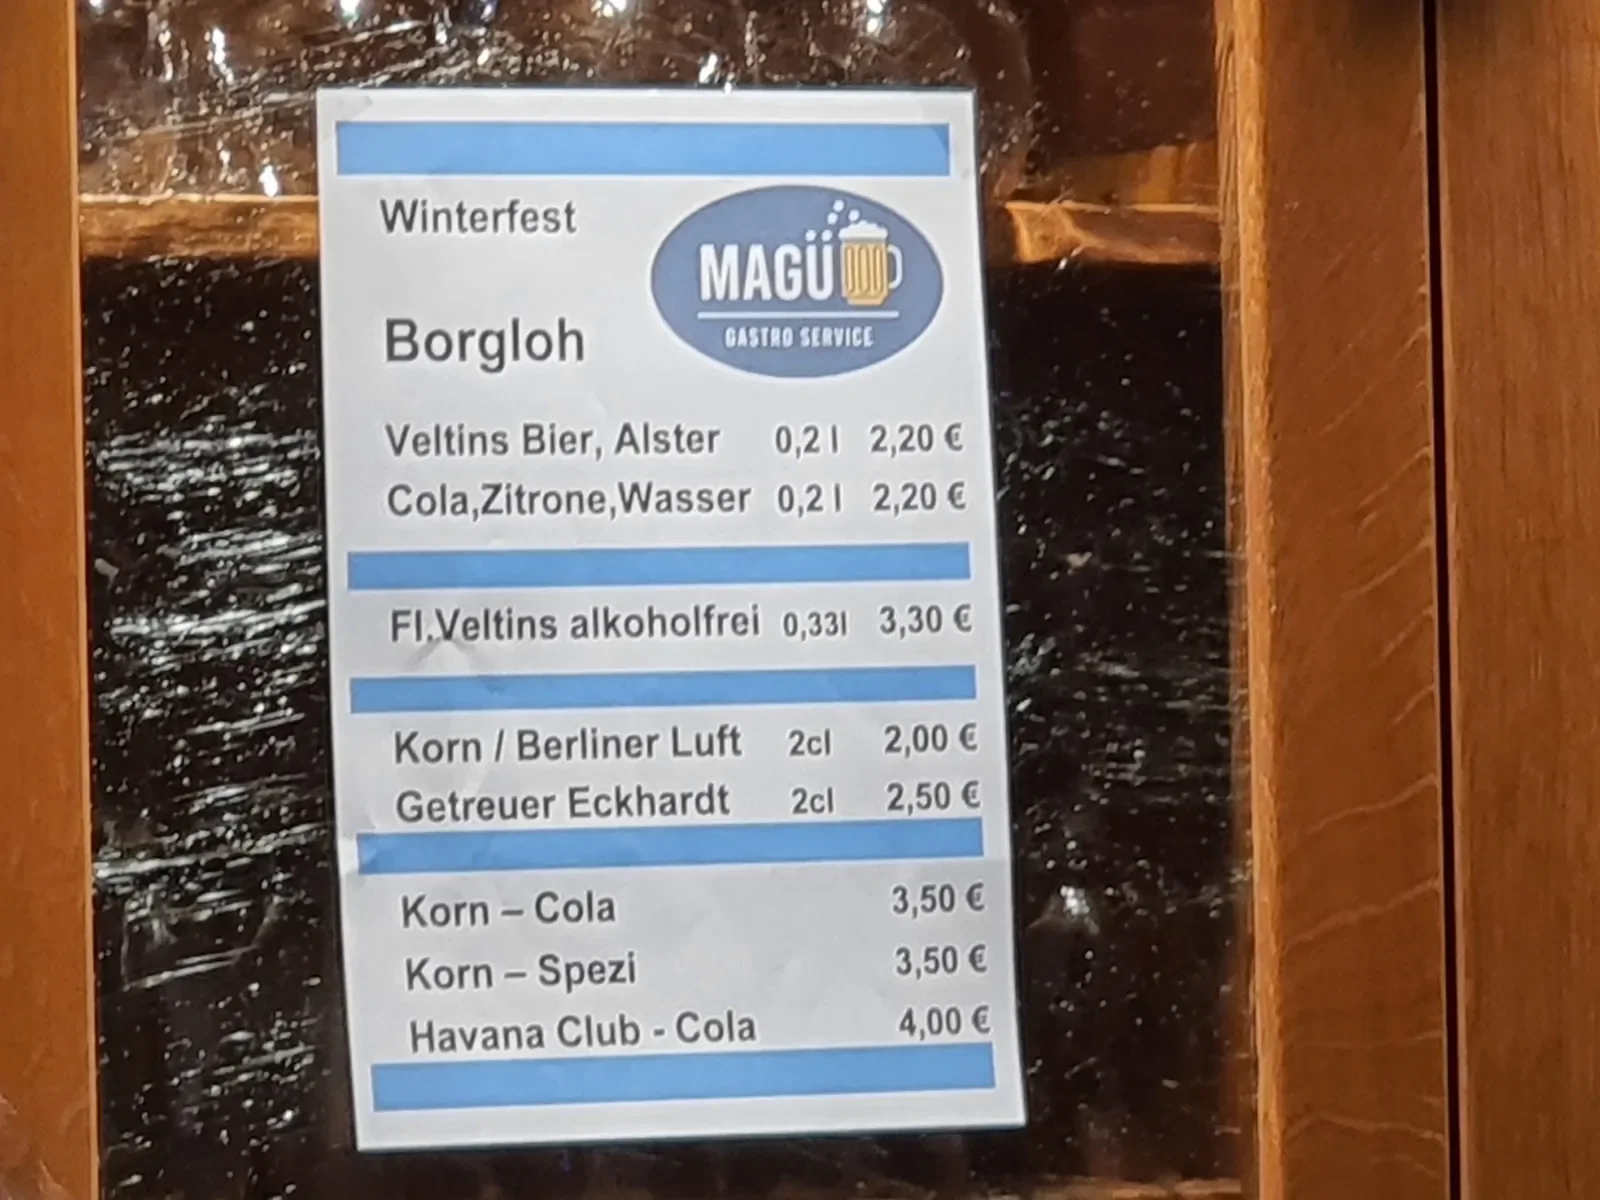 Winterfest
MAGÜ
GASTRO SERVICE
Borgloh
Veltins Bier, Alster 0,2 l 2,20 €
Cola,Zitrone,Wasser 0,2 l 2,20 €
Fl.Veltins alkoholfrei 0,33l 3,30 €
Korn / Berliner Luft 2cl 2,00 €
Getreuer Eckhardt 2cl 2,50 €
Korn – Cola 3,50 €
Korn – Spezi 3,50 €
Havana Club - Cola 4,00 €